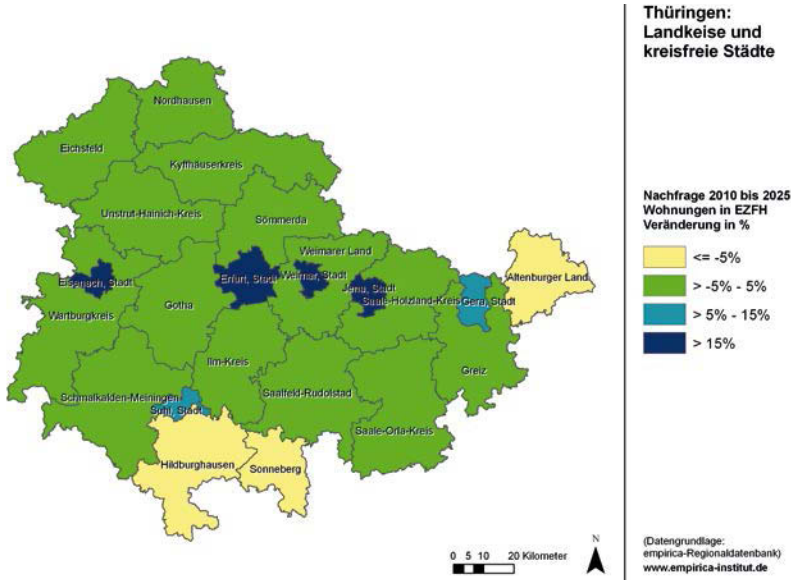 Thüringen:
Landkeise und
kreisfreie Städte
Nordhausen
Eichsfeld
Kyffhäuserkreis
Unstrut-Hainich-Kreis
Sömmerda
Weimarer Land
Eisenach, Stadt
Erfurt, Stadt
Weimar, Stadt
Jena, Stadt
Saale-Holzland-Kreis
Gera, Stadt
Altenburger Land
Wartburgkreis
Gotha
Ilm-Kreis
Greiz
Schmalkalden-Meiningen
Suhl, Stadt
Saalfeld-Rudolstad
Saale-Orla-Kreis
Hildburghausen
Sonneberg
Nachfrage 2010 bis 2025
Wohnungen in EZFH
Veränderung in %
<= -5%
> -5% - 5%
> 5% - 15%
> 15%
0 5 10 20 Kilometer
N
(Datengrundlage:
empirica-Regionaldatenbank)
www.empirica-institut.de